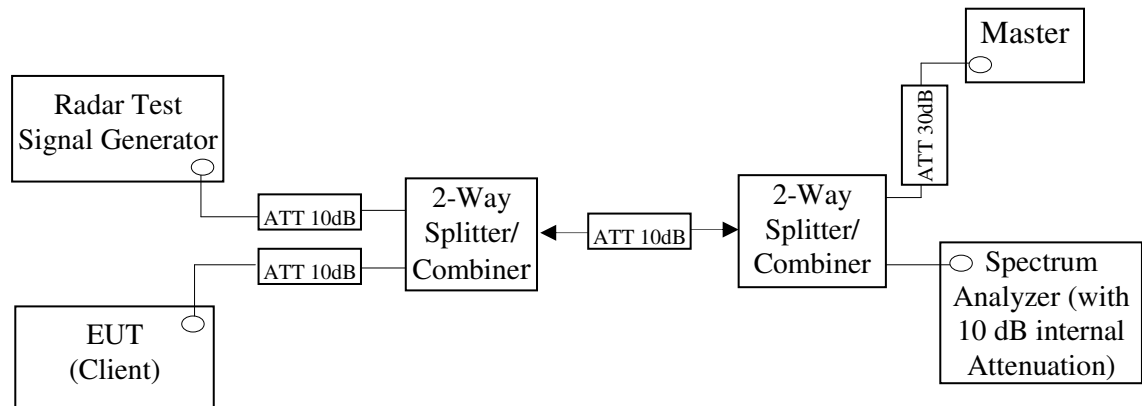 Master
Radar Test
Signal Generator
ATT 30dB
ATT 10dB
2-Way
Splitter/
Combiner
ATT 10dB
2-Way
Splitter/
Combiner
ATT 10dB
EUT
(Client)
Spectrum
Analyzer (with
10 dB internal
Attenuation)